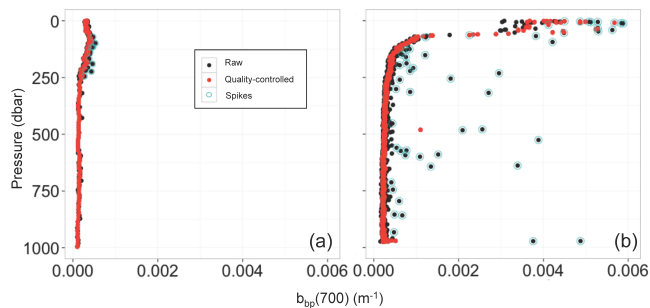 0
250
500
750
1000
Pressure (dbar)
Raw
Quality-controlled
Spikes
(a)
(b)
0.000
0.002
0.004
0.006
0.000
0.002
0.004
0.006
bbp(700) (m-1)